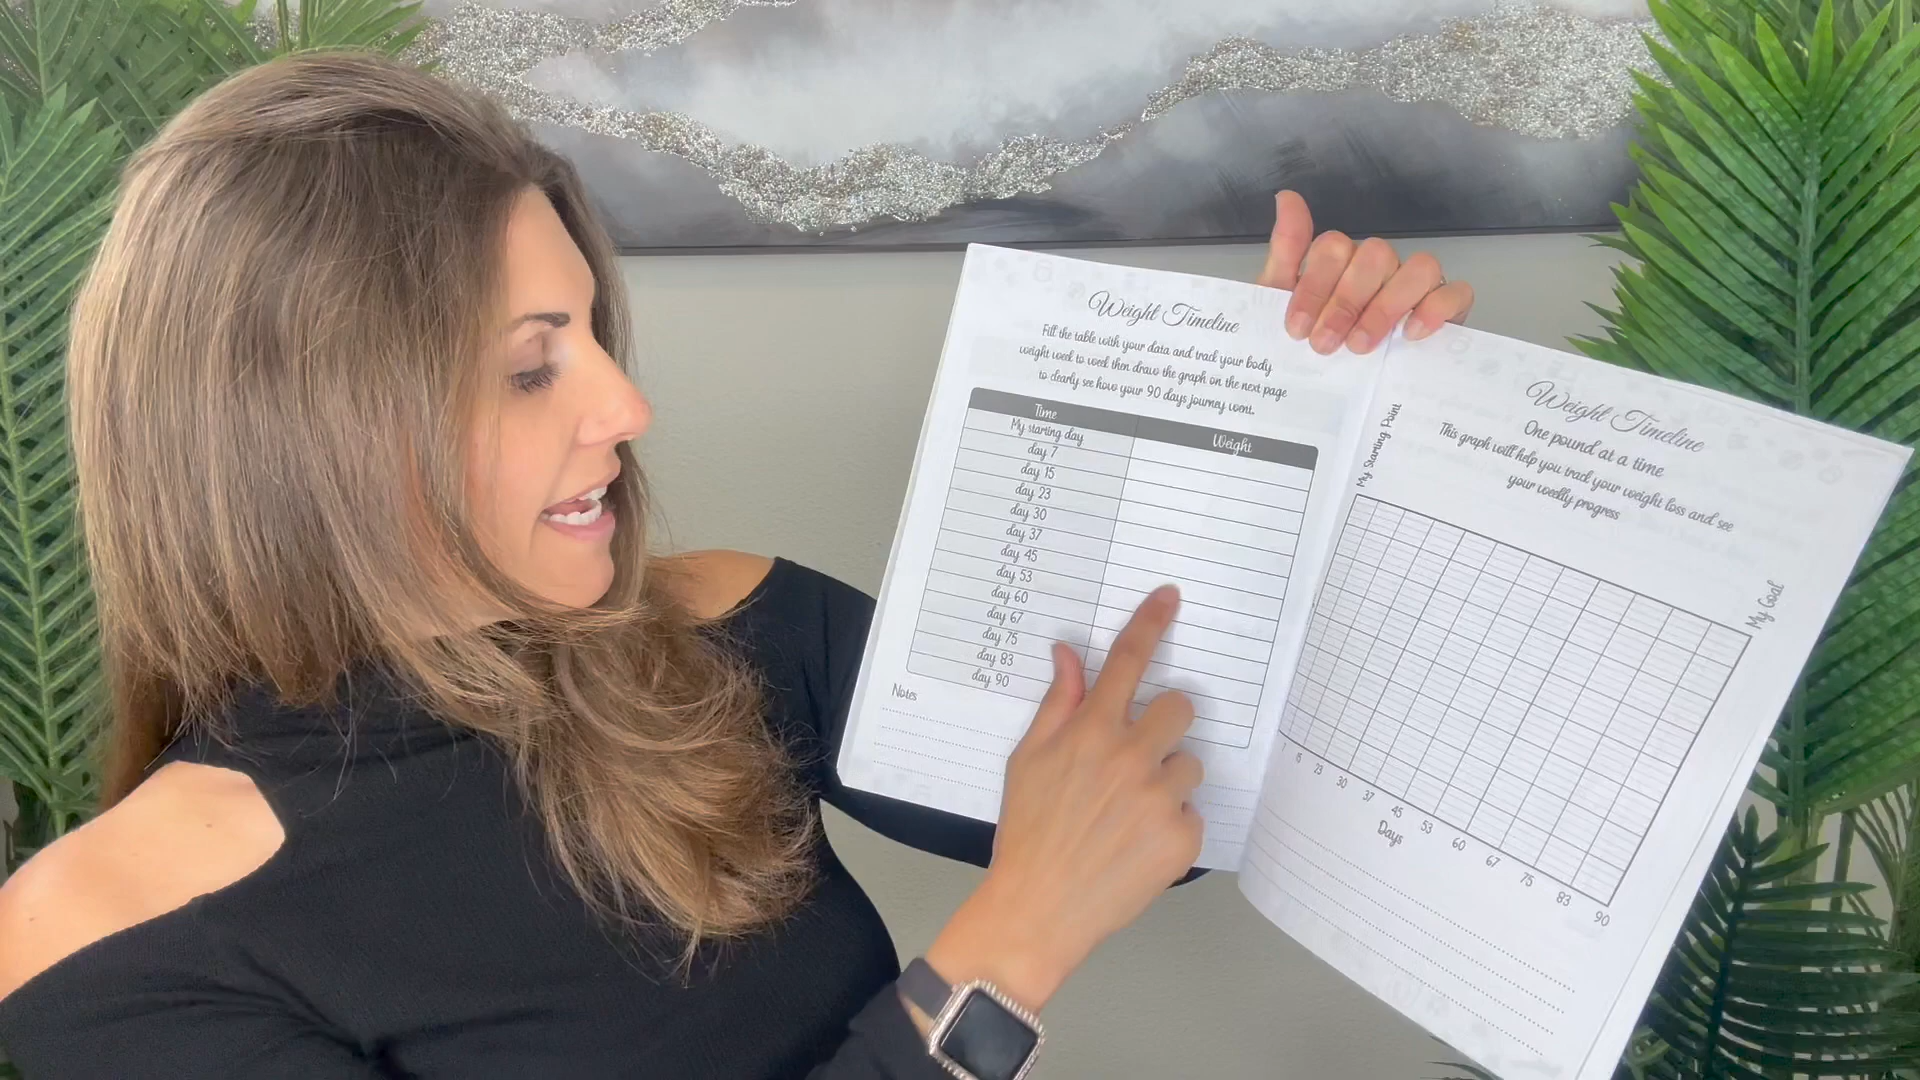 Weight Timeline
Fill the table with your data and track your body
weight week to week then draw the graph on the next page
to clearly see how your 90 days journey went.
Time Weight
My starting day
day 7
day 15
day 23
day 30
day 37
day 45
day 53
day 60
day 67
day 75
day 83
day 90
Notes
Weight Timeline
One pound at a time
This graph will help you track your weight loss and see
your weekly progress
My Starting Point
My Goal
15 23 30 37 45 53 60 67 75 83 90
Days